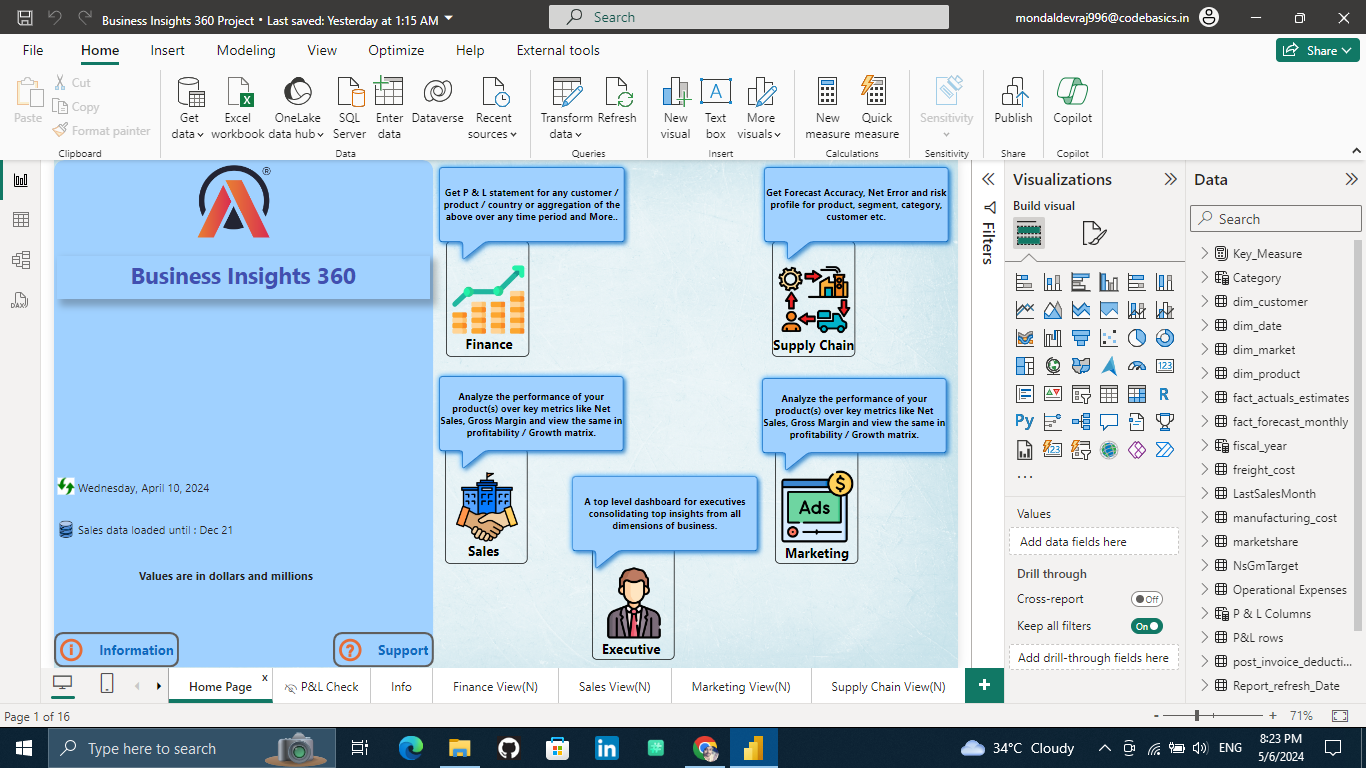 Business Insights 360 Project • Last saved: Yesterday at 1:15 AM
Search
mondaldevraj996@codebasics.in
File
Home
Insert
Modeling
View
Optimize
Help
External tools
Share
Paste
Cut
Copy
Format painter
Clipboard
Get data
Excel workbook
OneLake data hub
SQL Server
Enter data
Dataverse
Recent sources
Data
Transform data
Refresh
Queries
New visual
Text box
More visuals
Insert
New measure
Quick measure
Calculations
Sensitivity
Sensitivity
Publish
Share
Copilot
Copilot
®
Business Insights 360
Wednesday, April 10, 2024
Sales data loaded until : Dec 21
Values are in dollars and millions
Information
Support
Get P & L statement for any customer /
product / country or aggregation of the
above over any time period and More..
Finance
Get Forecast Accuracy, Net Error and risk
profile for product, segment, category,
customer etc.
Supply Chain
Analyze the performance of your
product(s) over key metrics like Net
Sales, Gross Margin and view the same in
profitability / Growth matrix.
Sales
Analyze the performance of your
product(s) over key metrics like Net
Sales, Gross Margin and view the same in
profitability / Growth matrix.
Ads
Marketing
A top level dashboard for executives
consolidating top insights from all
dimensions of business.
Executive
Filters
Visualizations
Build visual
123
R
Py
123
Values
Add data fields here
Drill through
Cross-report
Off
Keep all filters
On
Add drill-through fields here
Data
Search
Key_Measure
Category
dim_customer
dim_date
dim_market
dim_product
fact_actuals_estimates
fact_forecast_monthly
fiscal_year
freight_cost
LastSalesMonth
manufacturing_cost
marketshare
NsGmTarget
Operational Expenses
P & L Columns
P&L rows
post_invoice_deducti...
Report_refresh_Date
Home Page
x
P&L Check
Info
Finance View(N)
Sales View(N)
Marketing View(N)
Supply Chain View(N)
+
Page 1 of 16
- + 71%
Type here to search
34°C Cloudy
ENG
8:23 PM
5/6/2024